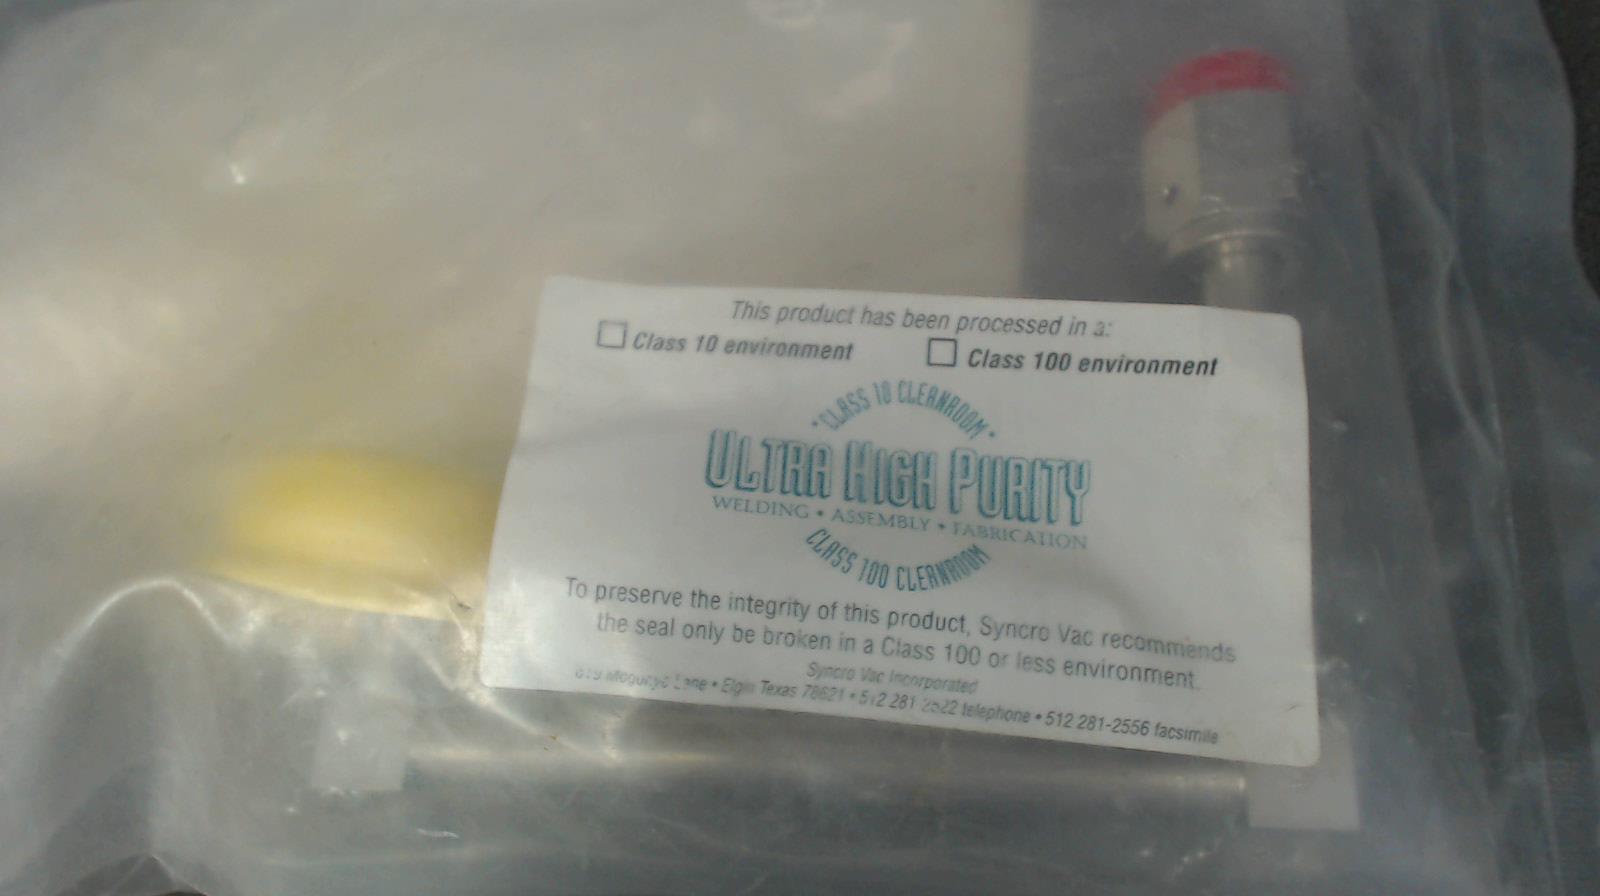 This product has been processed in a:
Class 10 environment Class 100 environment
• CLASS 10 CLEANROOM •
ULTRA HIGH PURITY
WELDING • ASSEMBLY • FABRICATION
CLASS 100 CLEANROOM
To preserve the integrity of this product, Syncro Vac recommends
the seal only be broken in a Class 100 or less environment.
Syncro Vac Incorporated
Lane • Elgin Texas 78621 • 512 281-2522 telephone • 512 281-2556 facsimile